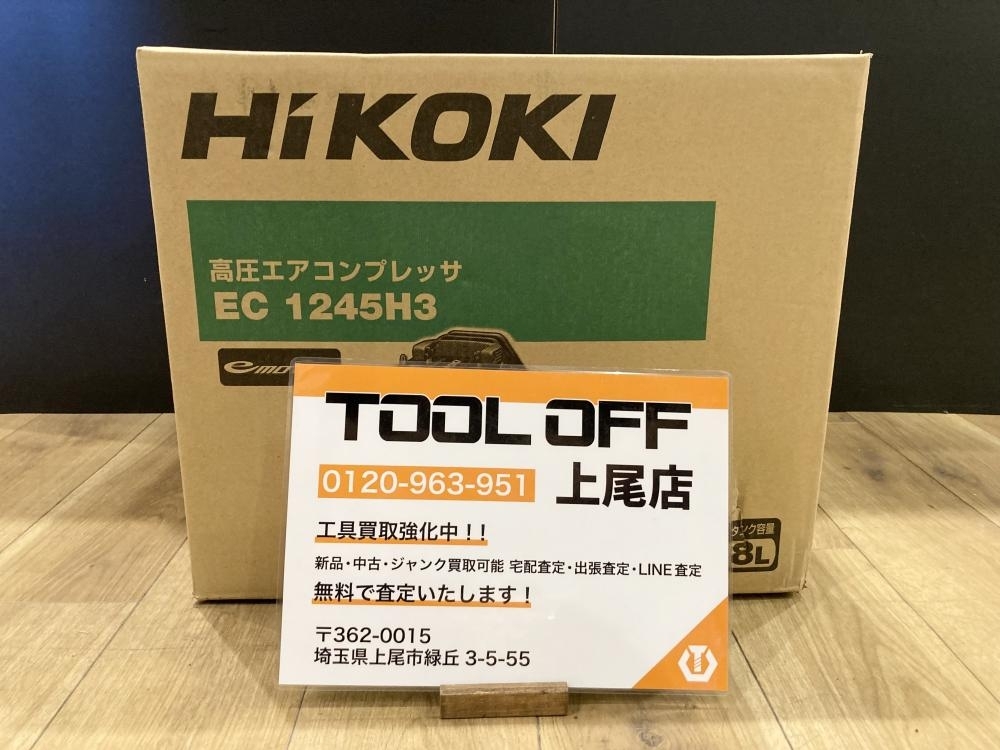 HiKOKI
高圧エアコンプレッサ
EC 1245H3
TOOL OFF
0120-963-951
上尾店
工具買取強化中!!
新品・中古・ジャンク買取可能 宅配査定・出張査定・LINE査定
無料で査定いたします!
〒362-0015
埼玉県上尾市緑丘 3-5-55
ンク容量
8L